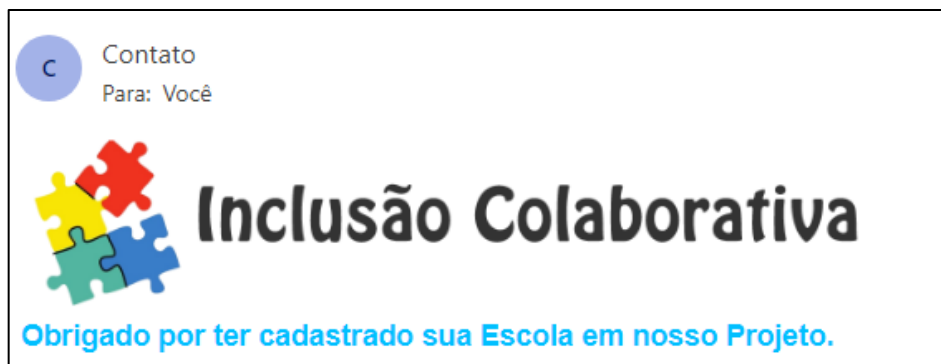 C
Contato
Para: Você
Inclusão Colaborativa
Obrigado por ter cadastrado sua Escola em nosso Projeto.